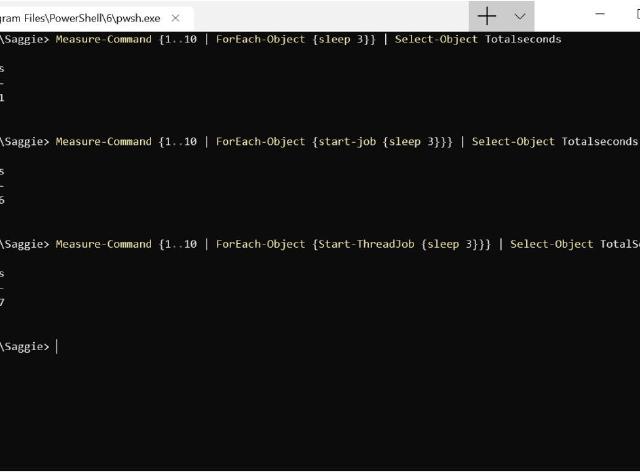 gram Files\PowerShell\6\pwsh.exe
\Saggie> Measure-Command {1..10 | ForEach-Object {sleep 3}} | Select-Object Totalseconds
s
-
1
\Saggie> Measure-Command {1..10 | ForEach-Object {start-job {sleep 3}}} | Select-Object Totalseconds
s
-
6
\Saggie> Measure-Command {1..10 | ForEach-Object {Start-ThreadJob {sleep 3}}} | Select-Object TotalS
s
-
7
\Saggie>